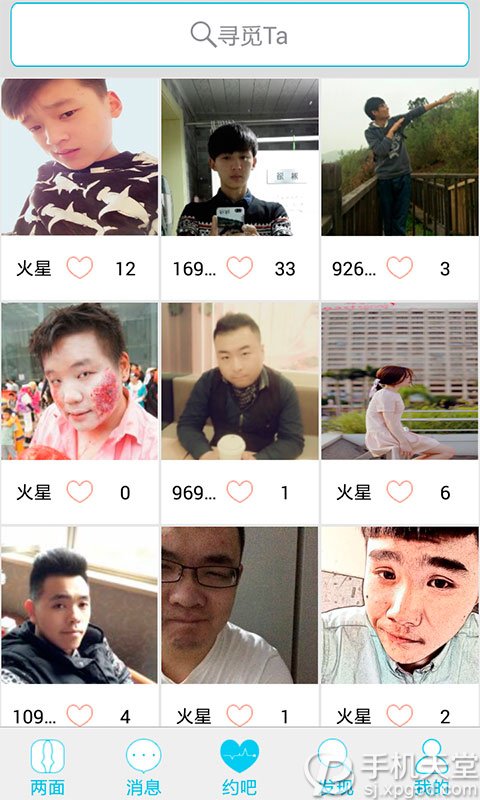 寻觅Ta
火星 12
169... 33
926... 3
火星 0
969... 1
火星 6
109... 4
火星 1
火星 2
两面 消息 约吧 发现 我的
手机天堂
sj.xpgod.com